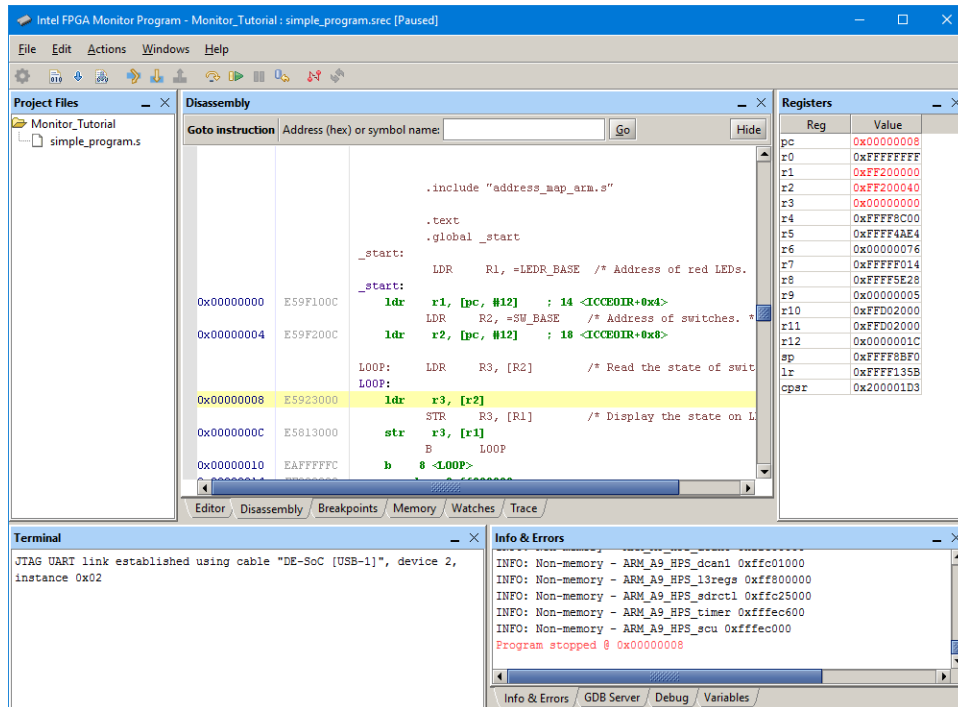 Intel FPGA Monitor Program - Monitor_Tutorial : simple_program.srec [Paused]
File Edit Actions Windows Help
Project Files
Monitor_Tutorial
simple_program.s
Disassembly
Goto instruction Address (hex) or symbol name: Go Hide
.include "address_map_arm.s"
.text
.global _start
_start:
LDR R1, =LEDR_BASE /* Address of red LEDs.
_start:
0x00000000 E59F100C ldr r1, [pc, #12] ; 14 <ICCEOIR+0x4>
LDR R2, =SW_BASE /* Address of switches. *
0x00000004 E59F200C ldr r2, [pc, #12] ; 18 <ICCEOIR+0x8>
LOOP: LDR R3, [R2] /* Read the state of swit
LOOP:
0x00000008 E5923000 ldr r3, [r2]
STR R3, [R1] /* Display the state on L
0x0000000C E5813000 str r3, [r1]
B LOOP
0x00000010 EAFFFFFC b 8 <LOOP>
Editor Disassembly Breakpoints Memory Watches Trace
Registers
Reg Value
pc 0x00000008
r0 0xFFFFFFFF
r1 0xFF200000
r2 0xFF200040
r3 0x00000000
r4 0xFFFF8C00
r5 0xFFFF4AE4
r6 0x00000076
r7 0xFFFFF014
r8 0xFFFF5E28
r9 0x00000005
r10 0xFFD02000
r11 0xFFD02000
r12 0x0000001C
sp 0xFFFF8BF0
lr 0xFFFF135B
cpsr 0x200001D3
Terminal
JTAG UART link established using cable "DE-SoC [USB-1]", device 2,
instance 0x02
Info & Errors
INFO: Non-memory - ARM_A9_HPS_dcan1 0xffc01000
INFO: Non-memory - ARM_A9_HPS_l3regs 0xff800000
INFO: Non-memory - ARM_A9_HPS_sdrctl 0xffc25000
INFO: Non-memory - ARM_A9_HPS_timer 0xfffec600
INFO: Non-memory - ARM_A9_HPS_scu 0xfffec000
Program stopped @ 0x00000008
Info & Errors GDB Server Debug Variables